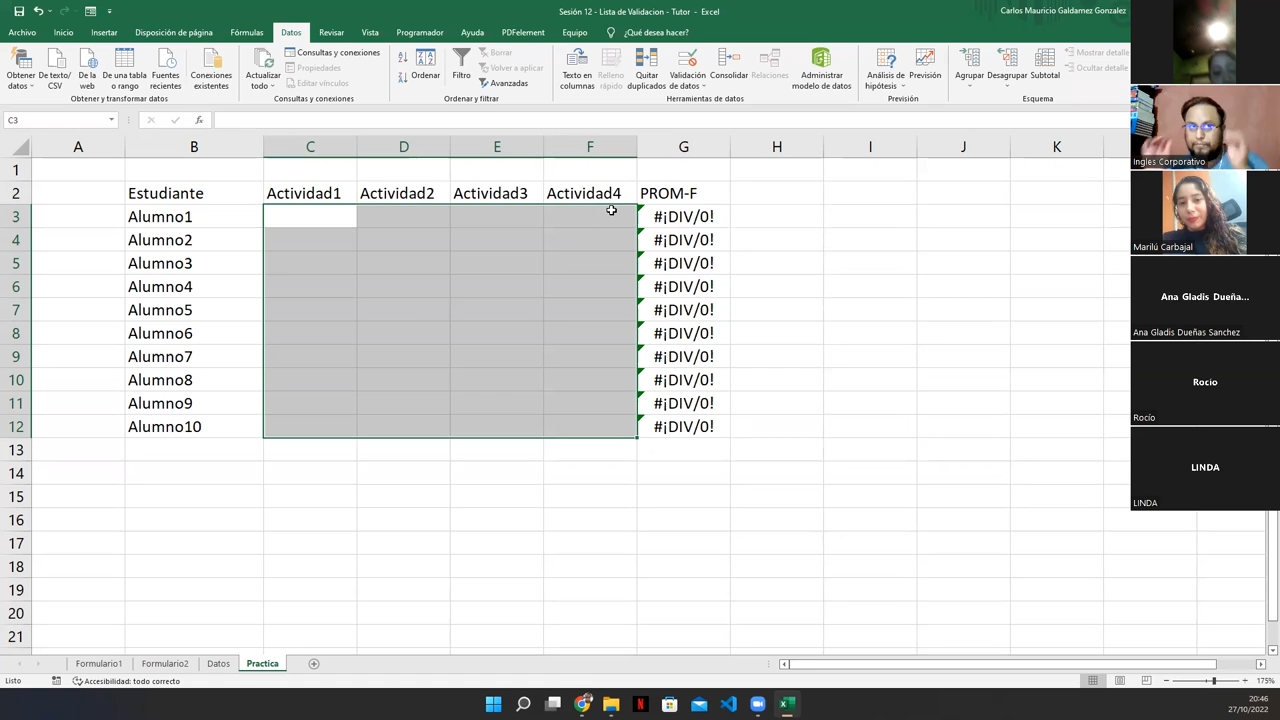 Sesión 12 - Lista de Validacion - Tutor - Excel
Carlos Mauricio Galdamez Gonzalez
Archivo Inicio Insertar Disposición de página Fórmulas Datos Revisar Vista Programador Ayuda PDFelement Equipo ¿Qué desea hacer?
Obtener datos
De texto/CSV
De la web
De una tabla o rango
Fuentes recientes
Conexiones existentes
Obtener y transformar datos
Actualizar todo
Consultas y conexiones
Propiedades
Editar vínculos
Consultas y conexiones
Ordenar
Filtro
Borrar
Volver a aplicar
Avanzadas
Ordenar y filtrar
Texto en columnas
Relleno rápido
Quitar duplicados
Validación de datos
Consolidar
Relaciones
Administrar modelo de datos
Herramientas de datos
Análisis de hipótesis
Previsión
Previsión
Agrupar
Desagrupar
Subtotal
Mostrar detalle
Ocultar detalle
Esquema
C3
fx
A B C D E F G H I J K
1
2 Estudiante Actividad1 Actividad2 Actividad3 Actividad4 PROM-F
3 Alumno1 #¡DIV/0!
4 Alumno2 #¡DIV/0!
5 Alumno3 #¡DIV/0!
6 Alumno4 #¡DIV/0!
7 Alumno5 #¡DIV/0!
8 Alumno6 #¡DIV/0!
9 Alumno7 #¡DIV/0!
10 Alumno8 #¡DIV/0!
11 Alumno9 #¡DIV/0!
12 Alumno10 #¡DIV/0!
13
14
15
16
17
18
19
20
21
Ingles Corporativo
Marilú Carbajal
Ana Gladis Dueña...
Ana Gladis Dueñas Sanchez
Rocio
Rocío
LINDA
LINDA
Formulario1 Formulario2 Datos Practica
Listo
Accesibilidad: todo correcto
175%
20:46
27/10/2022